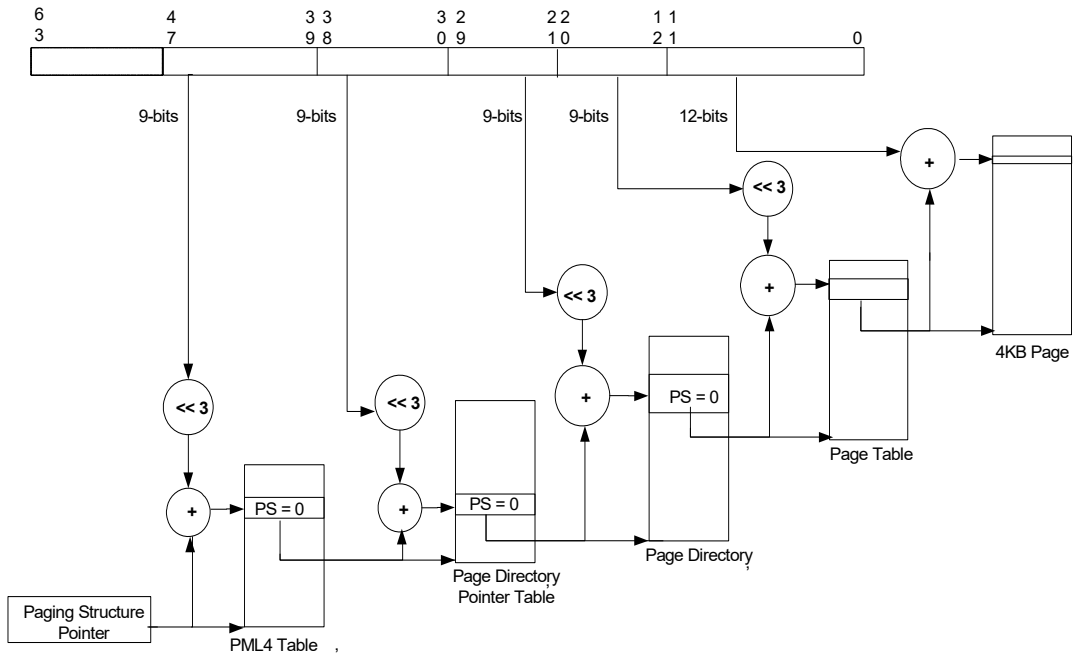 6 4 3 3 3 2 2 2 1 1
3 7 9 8 0 9 1 0 2 1 0
9-bits 9-bits 9-bits 9-bits 12-bits
+
<< 3
<< 3
+
4KB Page
<< 3
<< 3
+
PS = 0
Page Table
+
PS = 0
+
PS = 0
Page Directory,
Page Directory,
Pointer Table
Paging Structure
Pointer
PML4 Table ,